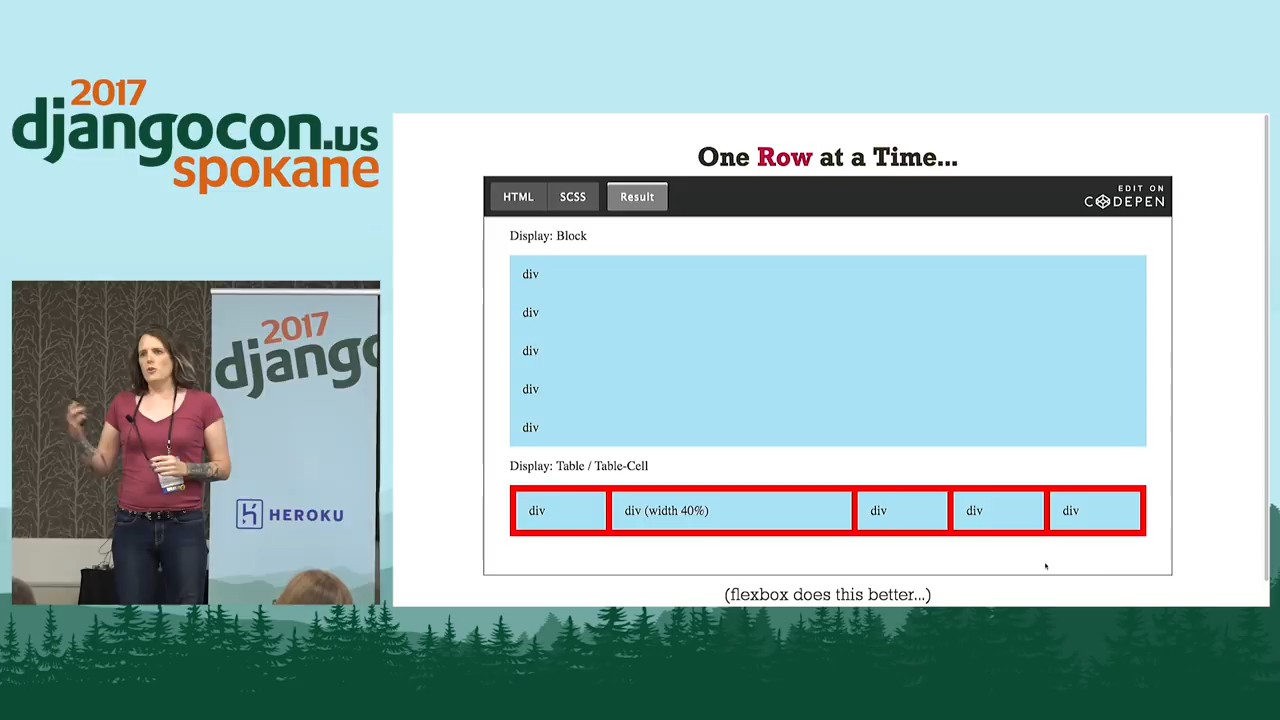 2017
djangocon.us
spokane
One Row at a Time...
HTML
SCSS
Result
EDIT ON
CODEPEN
Display: Block
div
div
div
div
div
Display: Table / Table-Cell
div
div (width 40%)
div
div
div
(flexbox does this better...)
2017
django
HEROKU